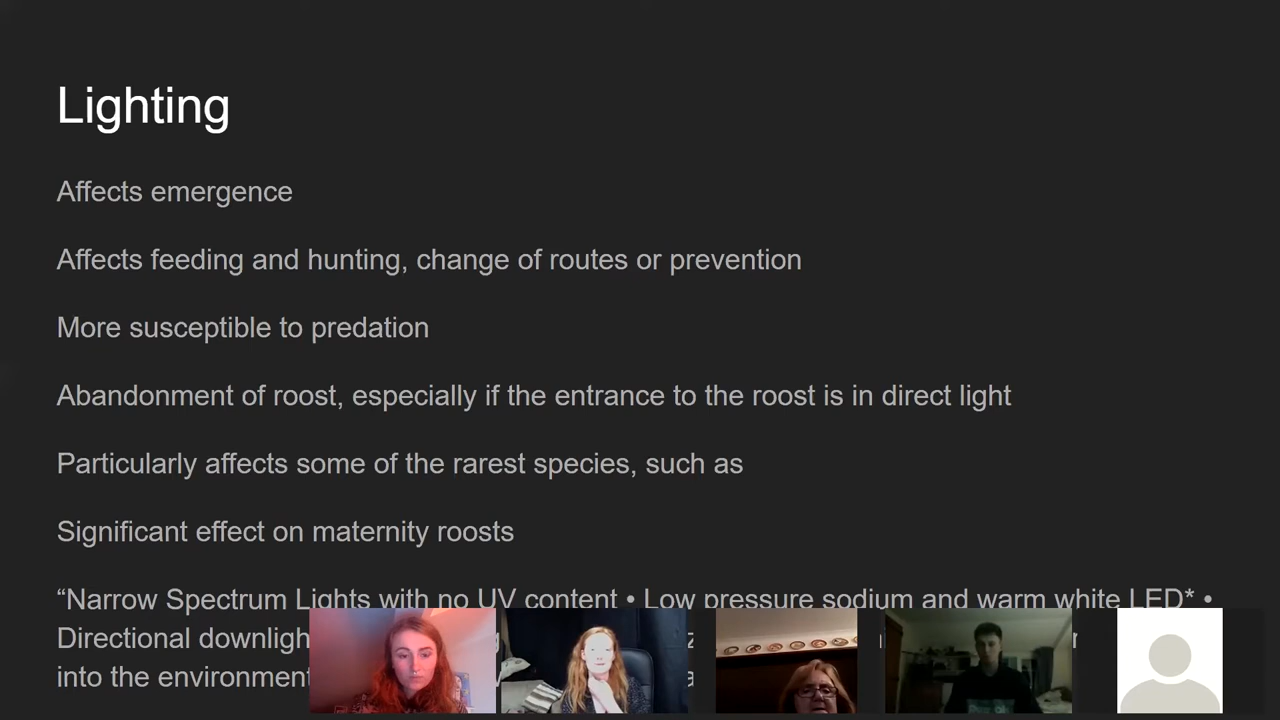 Lighting
Affects emergence
Affects feeding and hunting, change of routes or prevention
More susceptible to predation
Abandonment of roost, especially if the entrance to the roost is in direct light
Particularly affects some of the rarest species, such as
Significant effect on maternity roosts
“Narrow Spectrum Lights with no UV content • Low pressure sodium and warm white LED* •
Directional
into the environment